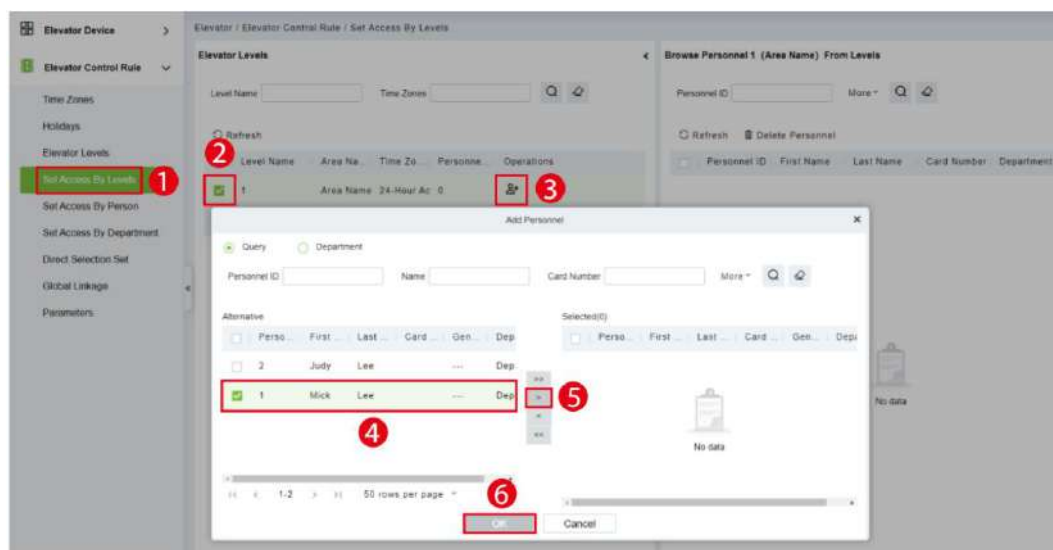 Elevator Device
Elevator Control Rule
Time Zones
Holidays
Elevator Levels
Set Access By Levels
1
Set Access By Person
Set Access By Department
Direct Selection Set
Global Linkage
Parameters
Elevator / Elevator Control Rule / Set Access By Levels
Elevator Levels
Level Name Time Zones
Refresh
2
Level Name Area Na... Time Zo... Personne... Operations
1 Area Name 24-Hour Ac 0
3
Browse Personnel 1 (Area Name) From Levels
Personnel ID More
Refresh Delete Personnel
Personnel ID First Name Last Name Card Number Department
No data
Add Personnel
Query Department
Personnel ID Name Card Number More
Alternative
Perso... First ... Last ... Card ... Gen... Dep
2 Judy Lee --- Dep
1 Mick Lee --- Dep
4
1-2 50 rows per page
>>
>
<
<<
5
Selected(0)
Perso... First ... Last ... Card ... Gen... Depa
No data
6
OK Cancel